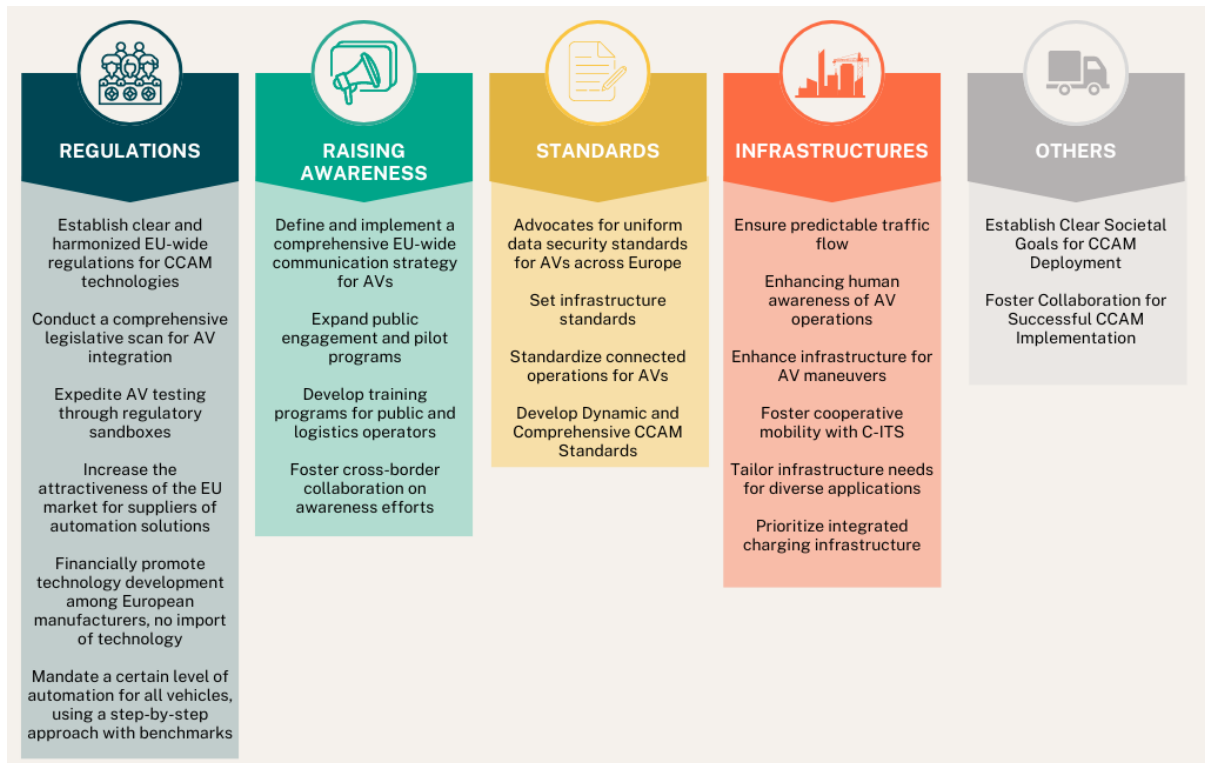 REGULATIONS
Establish clear and
harmonized EU-wide
regulations for CCAM
technologies
Conduct a comprehensive
legislative scan for AV
integration
Expedite AV testing
through regulatory
sandboxes
Increase the
attractiveness of the EU
market for suppliers of
automation solutions
Financially promote
technology development
among European
manufacturers, no import
of technology
Mandate a certain level of
automation for all vehicles,
using a step-by-step
approach with benchmarks
RAISING
AWARENESS
Define and implement a
comprehensive EU-wide
communication strategy
for AVs
Expand public
engagement and pilot
programs
Develop training
programs for public and
logistics operators
Foster cross-border
collaboration on
awareness efforts
STANDARDS
Advocates for uniform
data security standards
for AVs across Europe
Set infrastructure
standards
Standardize connected
operations for AVs
Develop Dynamic and
Comprehensive CCAM
Standards
INFRASTRUCTURES
Ensure predictable traffic
flow
Enhancing human
awareness of AV
operations
Enhance infrastructure for
AV maneuvers
Foster cooperative
mobility with C-ITS
Tailor infrastructure needs
for diverse applications
Prioritize integrated
charging infrastructure
OTHERS
Establish Clear Societal
Goals for CCAM
Deployment
Foster Collaboration for
Successful CCAM
Implementation